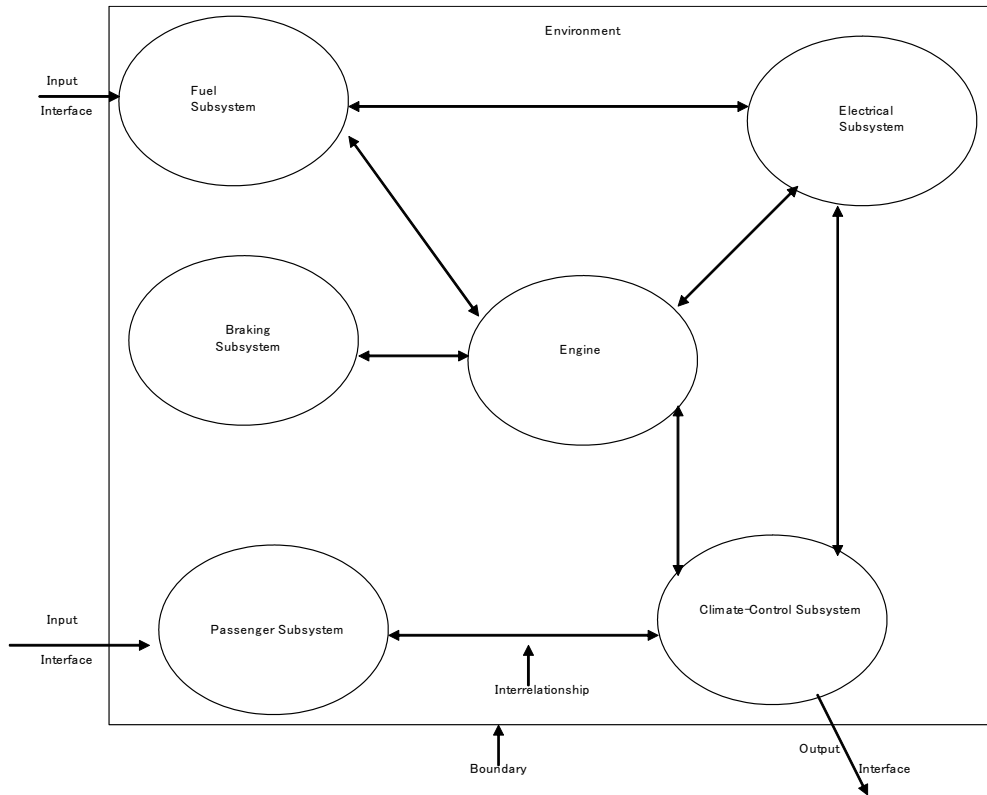 Environment
Input
Interface
Fuel
Subsystem
Electrical
Subsystem
Braking
Subsystem
Engine
Input
Interface
Passenger Subsystem
Climate-Control Subsystem
Interrelationship
Boundary
Output
Interface